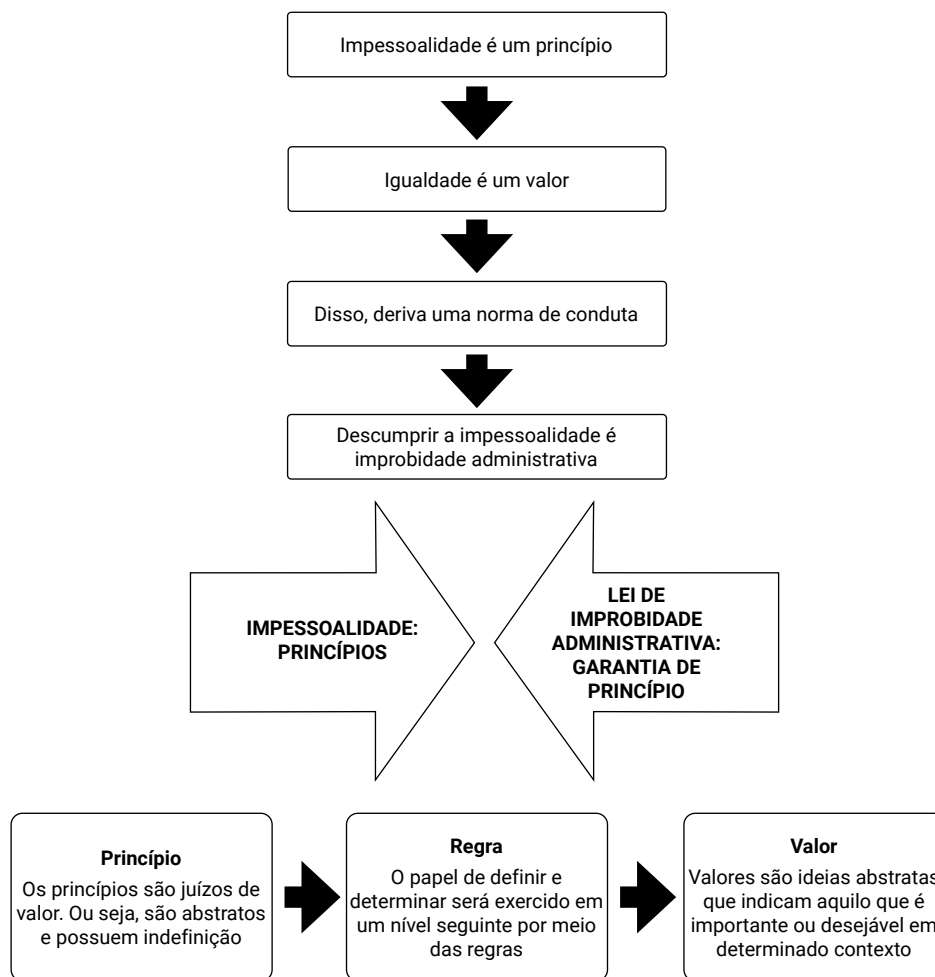 Impessoalidade é um princípio
Igualdade é um valor
Disso, deriva uma norma de conduta
Descumprir a impessoalidade é
improbidade administrativa
IMPESSOALIDADE:
PRINCÍPIOS
LEI DE
IMPROBIDADE
ADMINISTRATIVA:
GARANTIA DE
PRINCÍPIO
Princípio
Os princípios são juízos de
valor. Ou seja, são abstratos
e possuem indefinição
Regra
O papel de definir e
determinar será exercido em
um nível seguinte por meio
das regras
Valor
Valores são ideias abstratas
que indicam aquilo que é
importante ou desejável em
determinado contexto